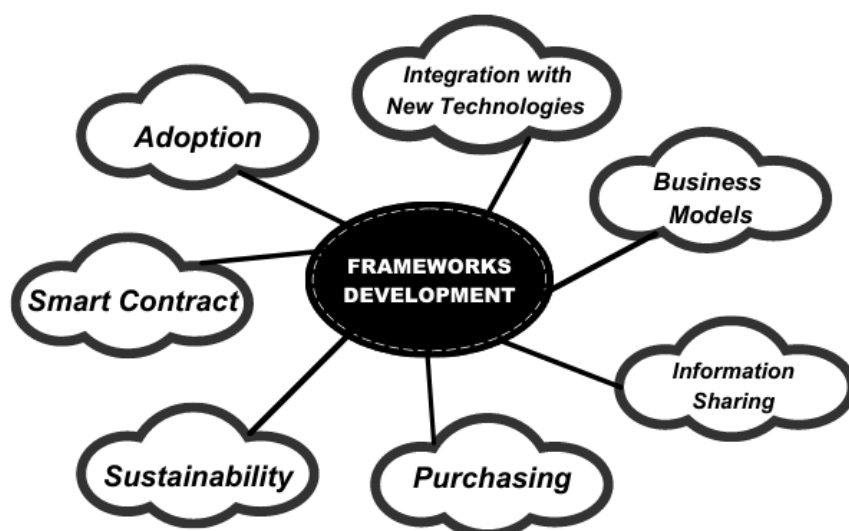 Integration with
New Technologies
Adoption
Business
Models
FRAMEWORKS
DEVELOPMENT
Smart Contract
Information
Sharing
Sustainability
Purchasing